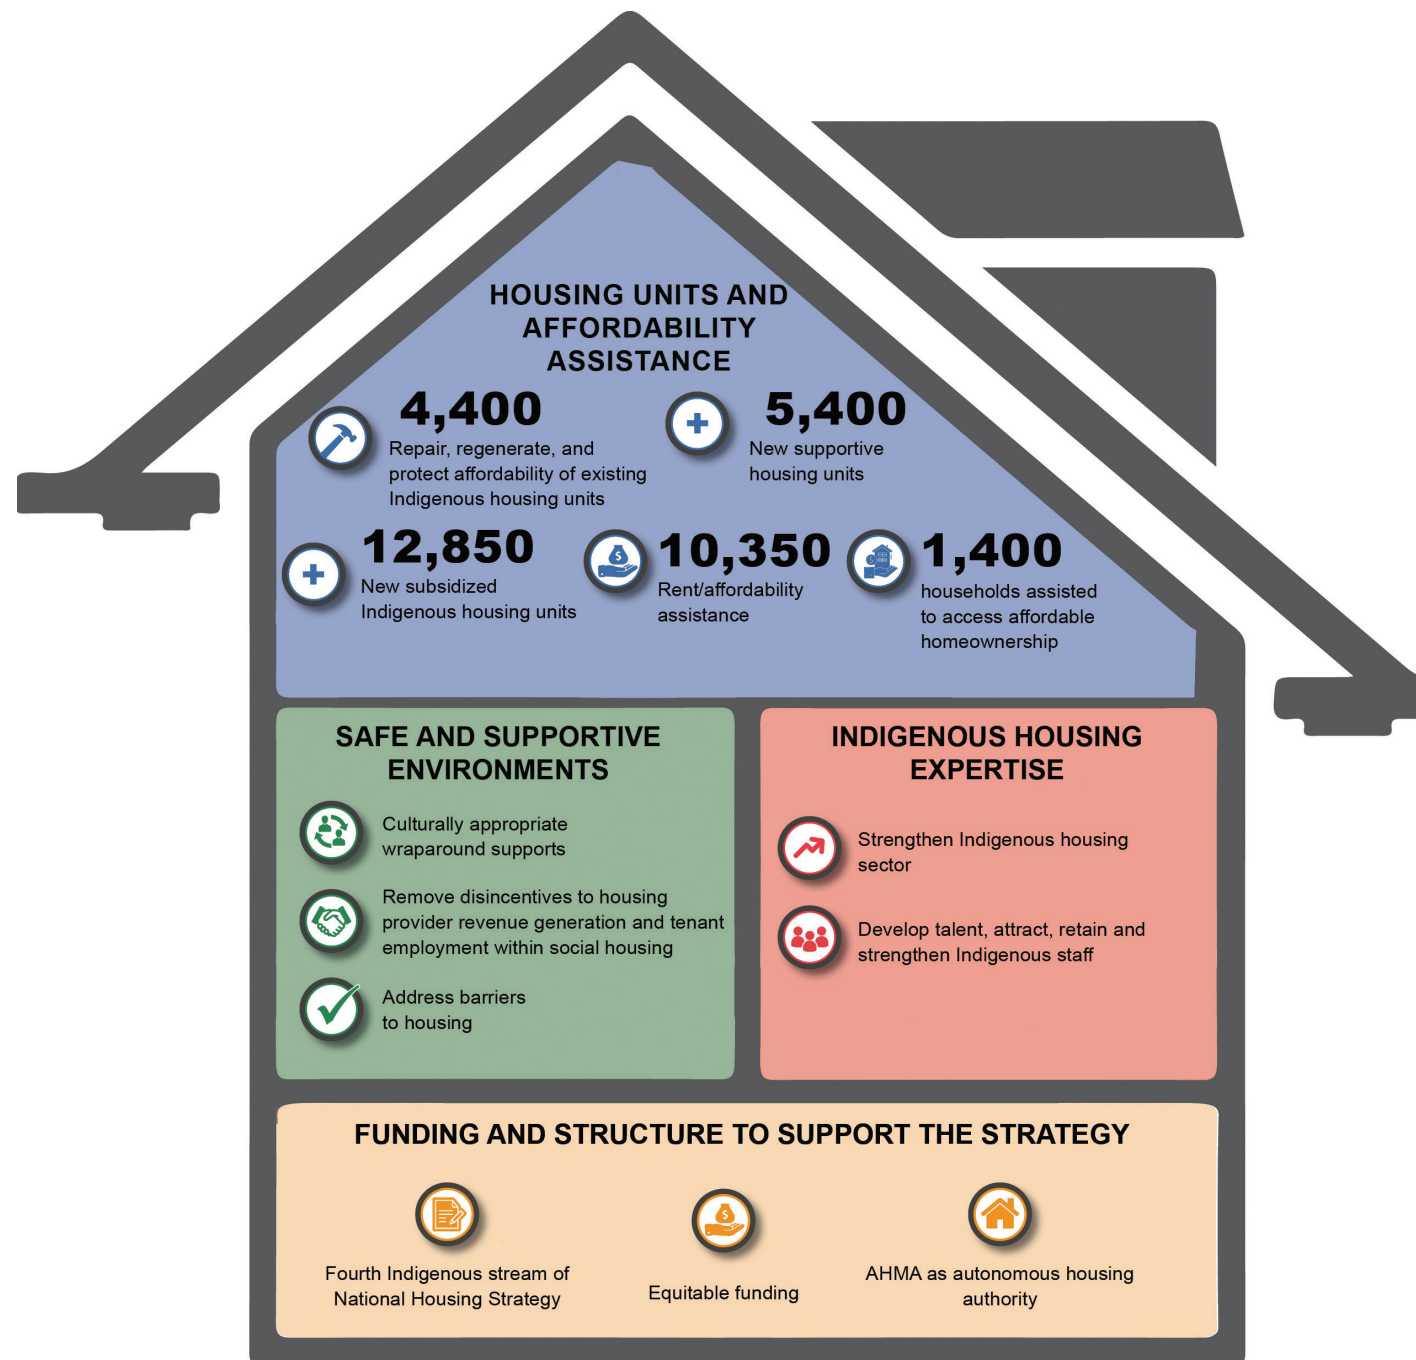 HOUSING UNITS AND
AFFORDABILITY
ASSISTANCE
4,400
Repair, regenerate, and
protect affordability of existing
Indigenous housing units
5,400
New supportive
housing units
12,850
New subsidized
Indigenous housing units
10,350
Rent/affordability
assistance
1,400
households assisted
to access affordable
homeownership
SAFE AND SUPPORTIVE
ENVIRONMENTS
Culturally appropriate
wraparound supports
Remove disincentives to housing
provider revenue generation and tenant
employment within social housing
Address barriers
to housing
INDIGENOUS HOUSING
EXPERTISE
Strengthen Indigenous housing
sector
Develop talent, attract, retain and
strengthen Indigenous staff
FUNDING AND STRUCTURE TO SUPPORT THE STRATEGY
Fourth Indigenous stream of
National Housing Strategy
Equitable funding
AHMA as autonomous housing
authority